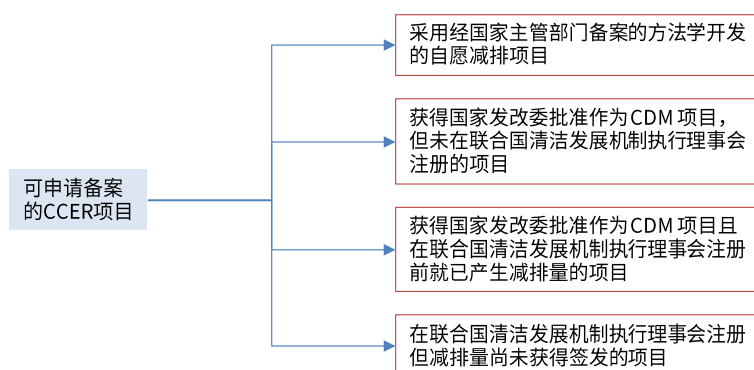 采用经国家主管部门备案的方法学开发
的自愿减排项目
获得国家发改委批准作为CDM 项目，
但未在联合国清洁发展机制执行理事会
注册的项目
可申请备案
的CCER项目
获得国家发改委批准作为CDM 项目且
在联合国清洁发展机制执行理事会注册
前就已产生减排量的项目
在联合国清洁发展机制执行理事会注册
但减排量尚未获得签发的项目